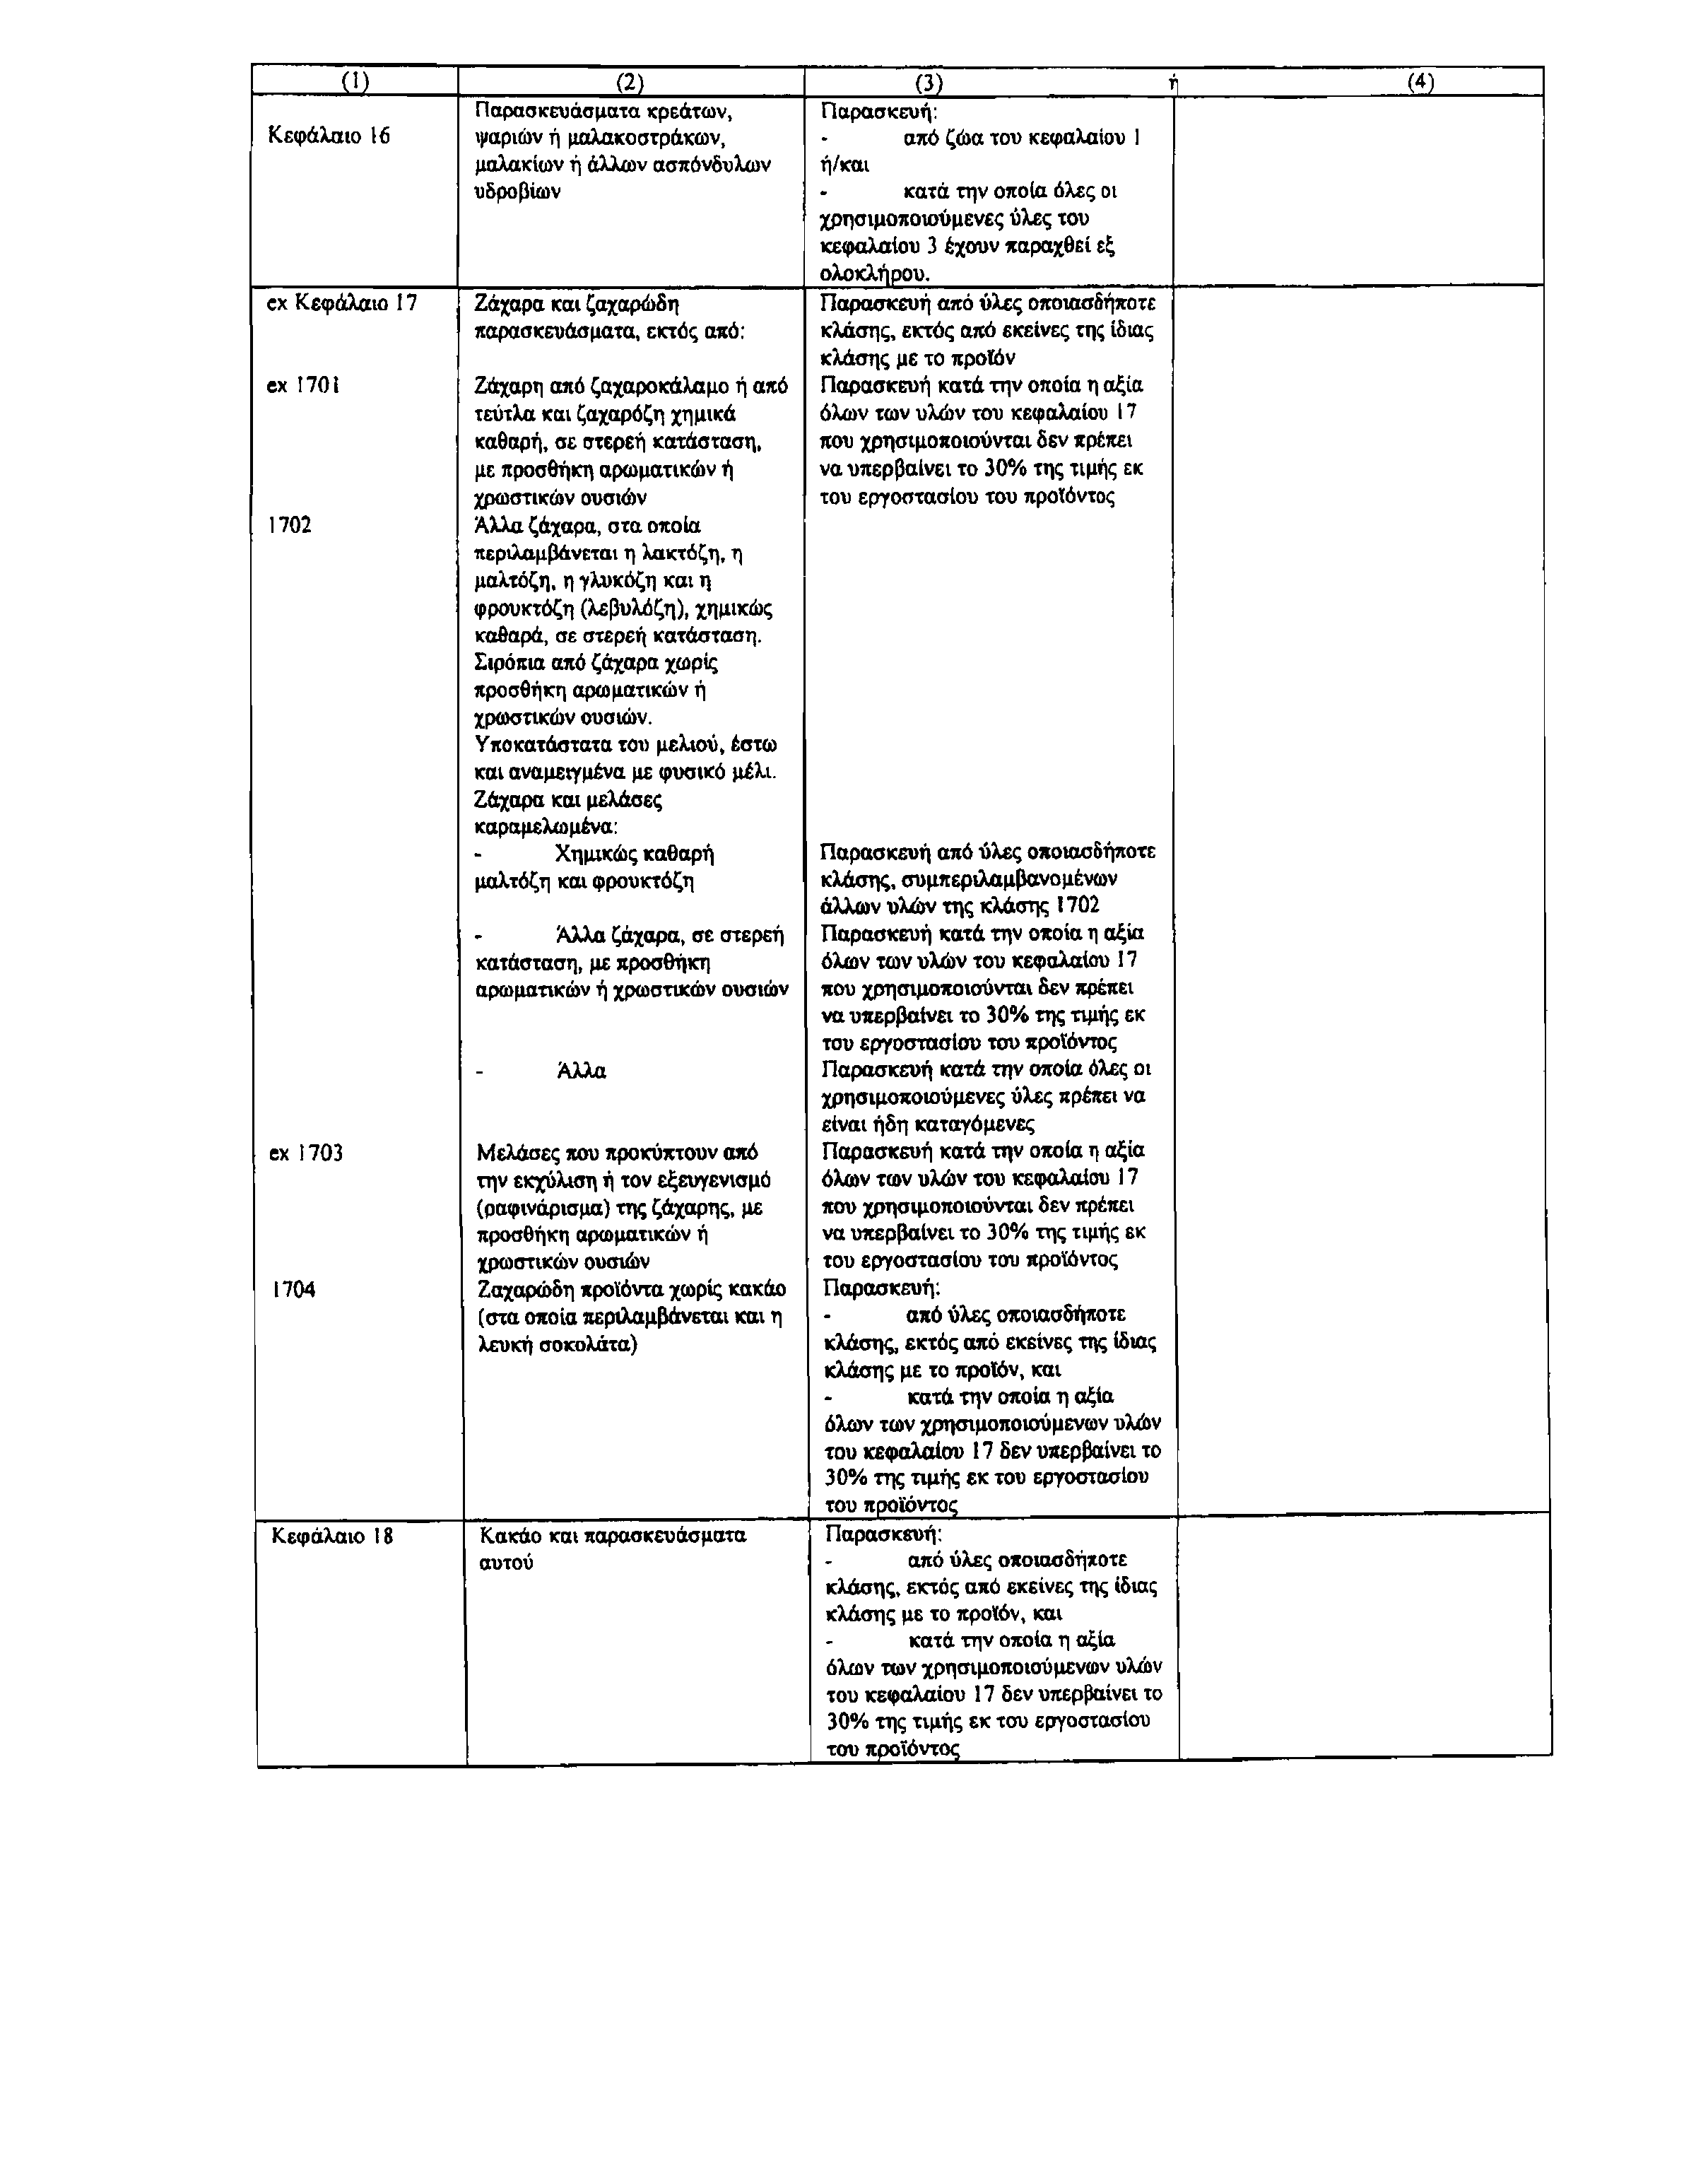 (1) (2) (3) ή (4)
Κεφάλαιο 16
Παρασκευάσματα κρεάτων,
ψαριών ή μαλακοστράκων,
μαλακίων ή άλλων ασπόνδυλων
υδροβίων
Παρασκευή:
- από ζώα του κεφαλαίου 1
ή/και
- κατά την οποία όλες οι
χρησιμοποιούμενες ύλες του
κεφαλαίου 3 έχουν παραχθεί εξ
ολοκλήρου.
ex Κεφάλαιο 17
Ζάχαρα και ζαχαρώδη
παρασκευάσματα, εκτός από:
Παρασκευή από ύλες οποιασδήποτε
κλάσης, εκτός από εκείνες της ίδιας
κλάσης με το προϊόν
ex 1701
Ζάχαρη από ζαχαροκάλαμο ή από
τεύτλα και ζαχαρόζη χημικά
καθαρή, σε στερεή κατάσταση,
με προσθήκη αρωματικών ή
χρωστικών ουσιών
Παρασκευή κατά την οποία η αξία
όλων των υλών του κεφαλαίου 17
που χρησιμοποιούνται δεν πρέπει
να υπερβαίνει το 30% της τιμής εκ
του εργοστασίου του προϊόντος
1702
Άλλα ζάχαρα, στα οποία
περιλαμβάνεται η λακτόζη, η
μαλτόζη, η γλυκόζη και η
φρουκτόζη (λεβυλόζη), χημικώς
καθαρά, σε στερεή κατάσταση.
Σιρόπια από ζάχαρα χωρίς
προσθήκη αρωματικών ή
χρωστικών ουσιών.
Υποκατάστατα του μελιού, έστω
και αναμειγμένα με φυσικό μέλι.
Ζάχαρα και μελάσες
καραμελωμένα:
- Χημικώς καθαρή
μαλτόζη και φρουκτόζη
Παρασκευή από ύλες οποιασδήποτε
κλάσης, συμπεριλαμβανομένων
άλλων υλών της κλάσης 1702
- Άλλα ζάχαρα, σε στερεή
κατάσταση, με προσθήκη
αρωματικών ή χρωστικών ουσιών
Παρασκευή κατά την οποία η αξία
όλων των υλών του κεφαλαίου 17
που χρησιμοποιούνται δεν πρέπει
να υπερβαίνει το 30% της τιμής εκ
του εργοστασίου του προϊόντος
- Άλλα
Παρασκευή κατά την οποία όλες οι
χρησιμοποιούμενες ύλες πρέπει να
είναι ήδη καταγόμενες
ex 1703
Μελάσες που προκύπτουν από
την εκχύλιση ή τον εξευγενισμό
(ραφινάρισμα) της ζάχαρης, με
προσθήκη αρωματικών ή
χρωστικών ουσιών
Παρασκευή κατά την οποία η αξία
όλων των υλών του κεφαλαίου 17
που χρησιμοποιούνται δεν πρέπει
να υπερβαίνει το 30% της τιμής εκ
του εργοστασίου του προϊόντος
1704
Ζαχαρώδη προϊόντα χωρίς κακάο
(στα οποία περιλαμβάνεται και η
λευκή σοκολάτα)
Παρασκευή:
- από ύλες οποιασδήποτε
κλάσης, εκτός από εκείνες της ίδιας
κλάσης με το προϊόν, και
- κατά την οποία η αξία
όλων των χρησιμοποιούμενων υλών
του κεφαλαίου 17 δεν υπερβαίνει το
30% της τιμής εκ του εργοστασίου
του προϊόντος
Κεφάλαιο 18
Κακάο και παρασκευάσματα
αυτού
Παρασκευή:
- από ύλες οποιασδήποτε
κλάσης, εκτός από εκείνες της ίδιας
κλάσης με το προϊόν, και
- κατά την οποία η αξία
όλων των χρησιμοποιούμενων υλών
του κεφαλαίου 17 δεν υπερβαίνει το
30% της τιμής εκ του εργοστασίου
του προϊόντος